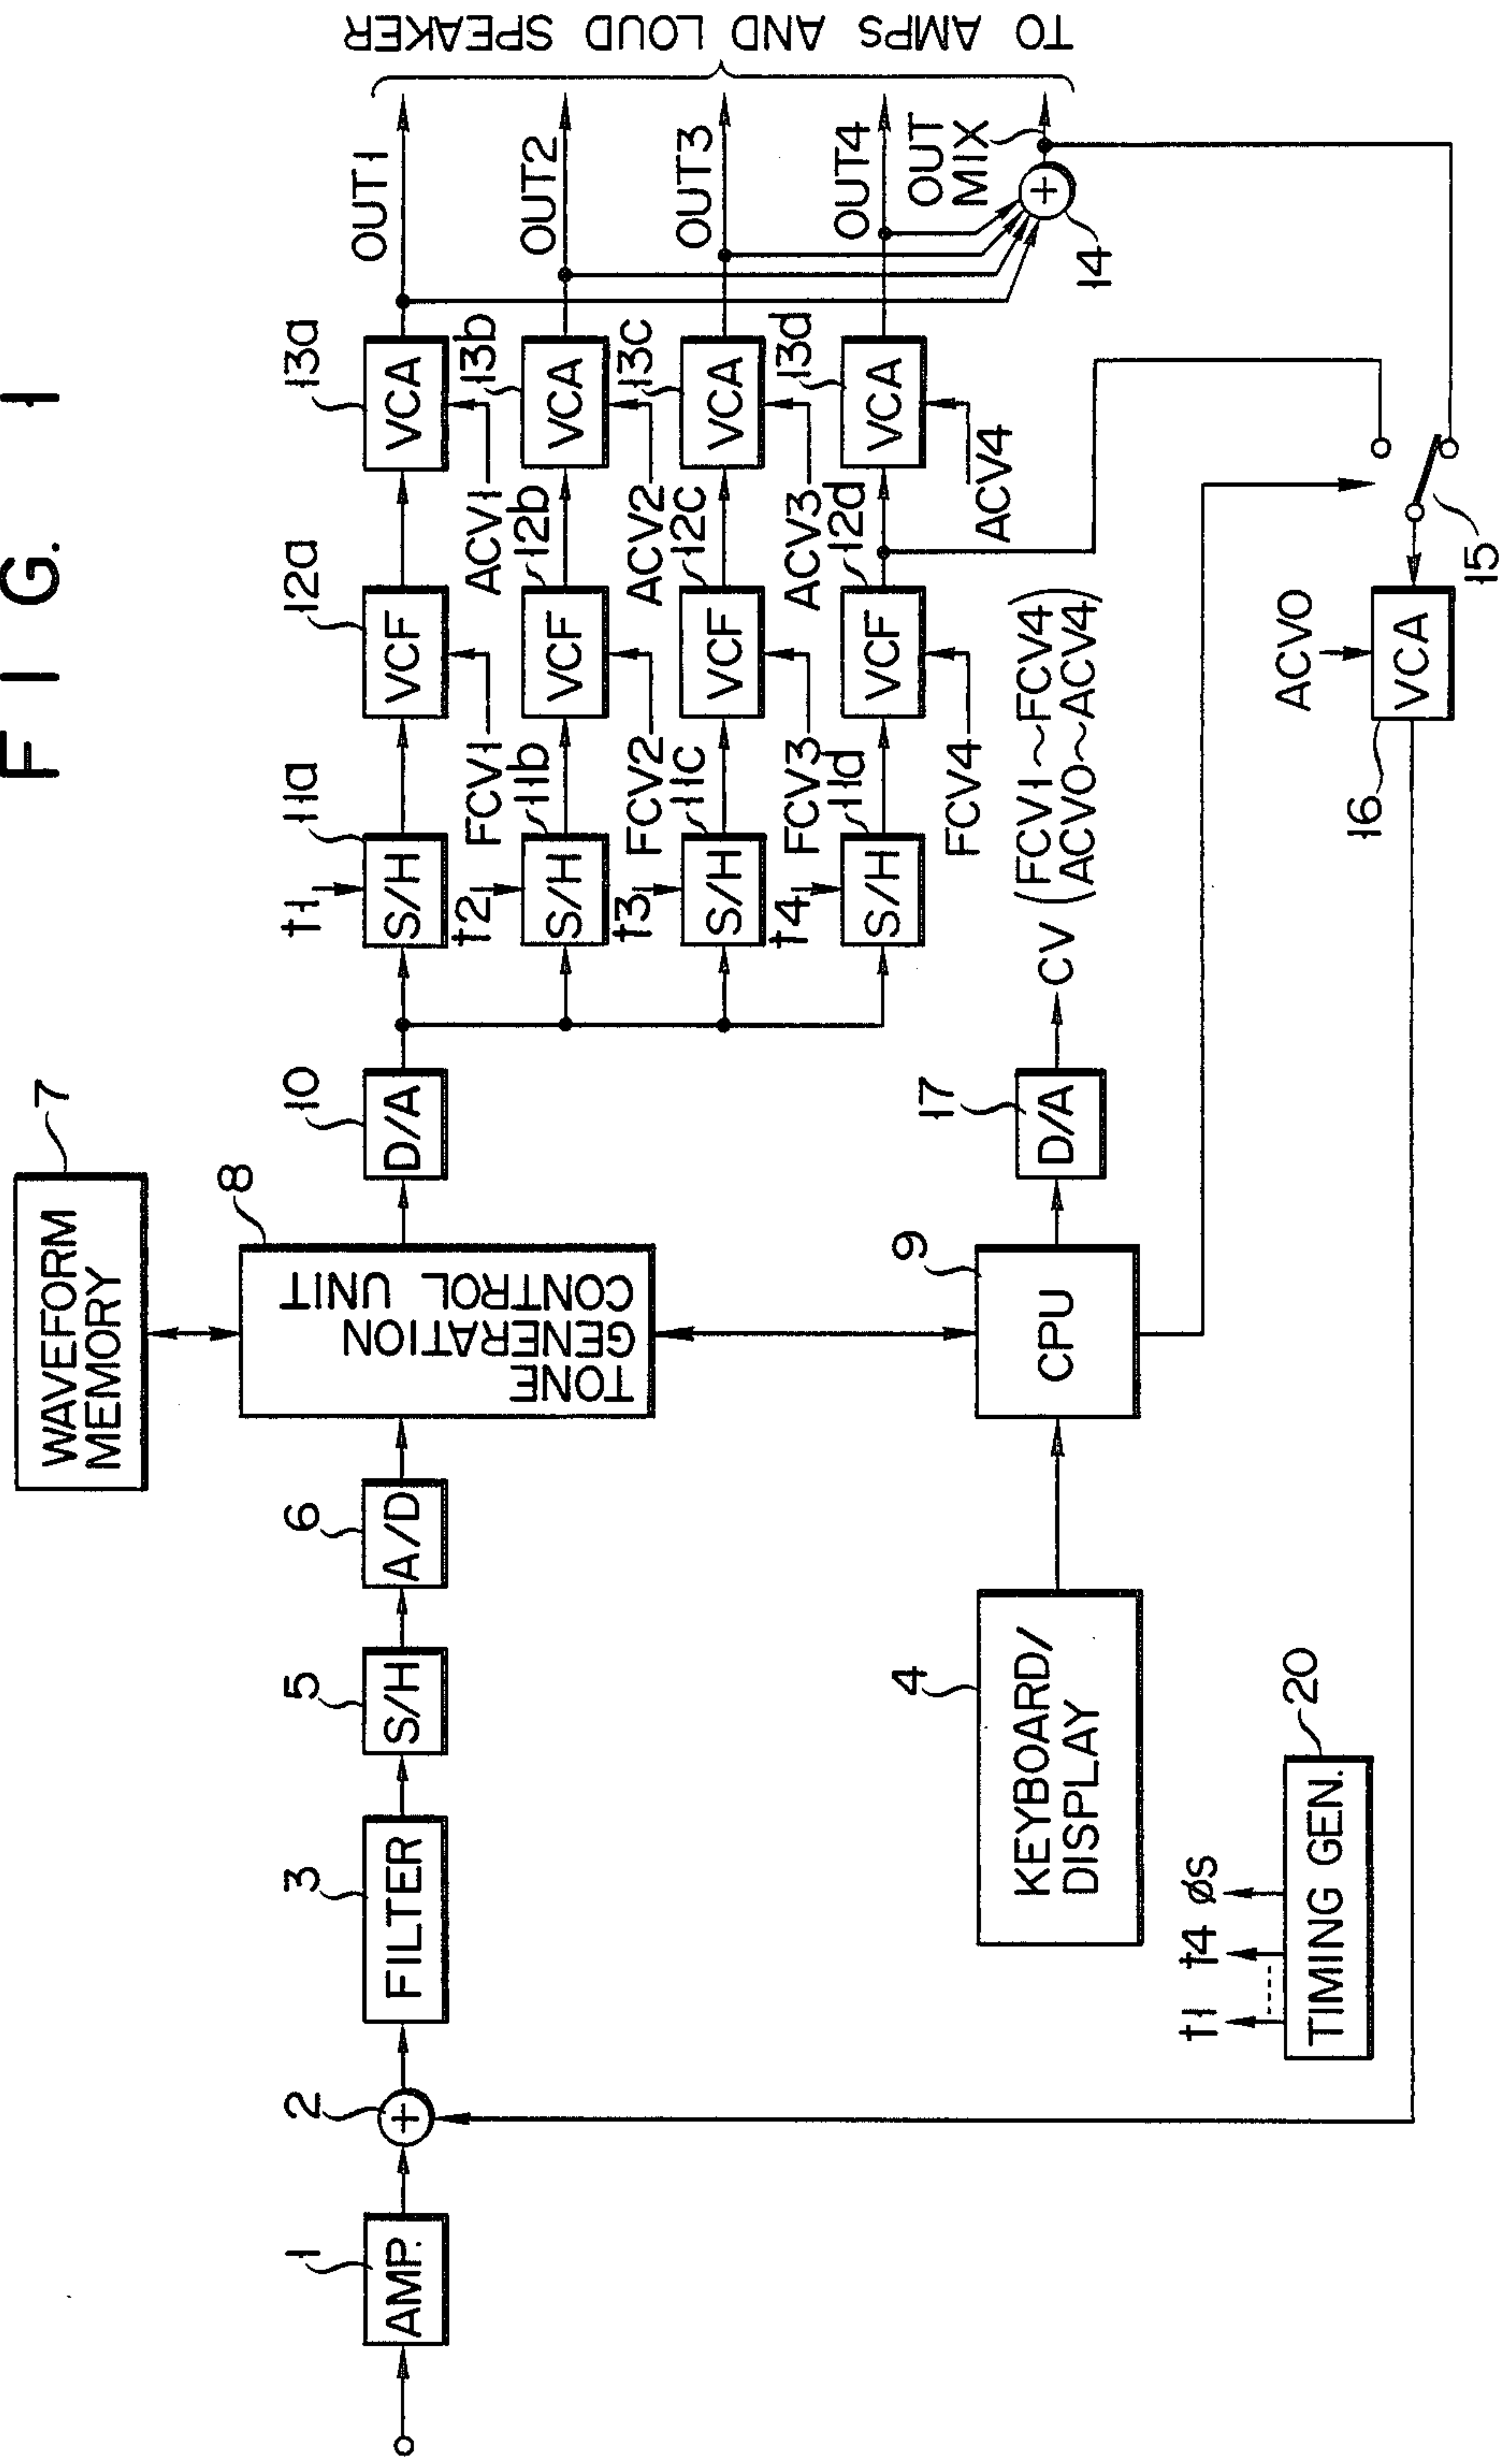 F I G. 1
WAVEFORM
MEMORY
7
1
AMP.
2
+
3
FILTER
5
S/H
6
A/D
8
TONE
GENERATION
CONTROL UNIT
10
D/A
t1
11a
S/H
12a
VCF
FCV1
13a
VCA
ACV1
OUT1
t2
11b
S/H
12b
VCF
FCV2
13b
VCA
ACV2
OUT2
t3
11c
S/H
12c
VCF
FCV3
13c
VCA
ACV3
OUT3
t4
11d
S/H
12d
VCF
FCV4
13d
VCA
ACV4
OUT4
OUT
MIX
+
14
TO AMPS AND LOUD SPEAKER
4
KEYBOARD/
DISPLAY
9
CPU
17
D/A
CV
(FCV1~FCV4)
(ACV0~ACV4)
t1 t4 øS
TIMING GEN.
20
ACV0
16
VCA
15